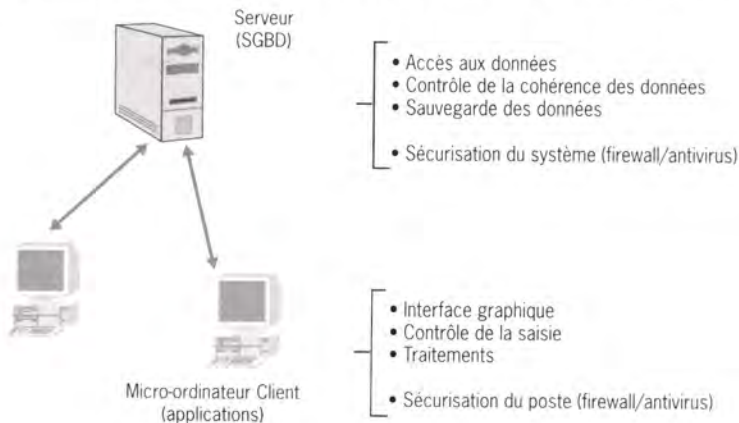 Serveur
(SGBD)
• Accès aux données
• Contrôle de la cohérence des données
• Sauvegarde des données
• Sécurisation du système (firewall/antivirus)
• Interface graphique
• Contrôle de la saisie
• Traitements
• Sécurisation du poste (firewall/antivirus)
Micro-ordinateur Client
(applications)